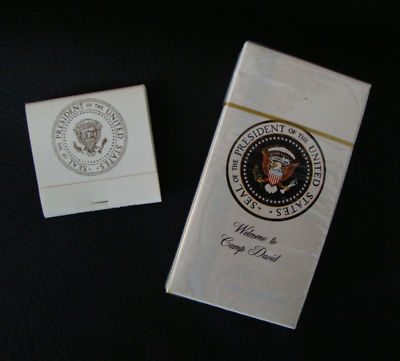 SEAL OF THE PRESIDENT OF THE UNITED STATES
SEAL OF THE PRESIDENT OF THE UNITED STATES
Welcome to
Camp David